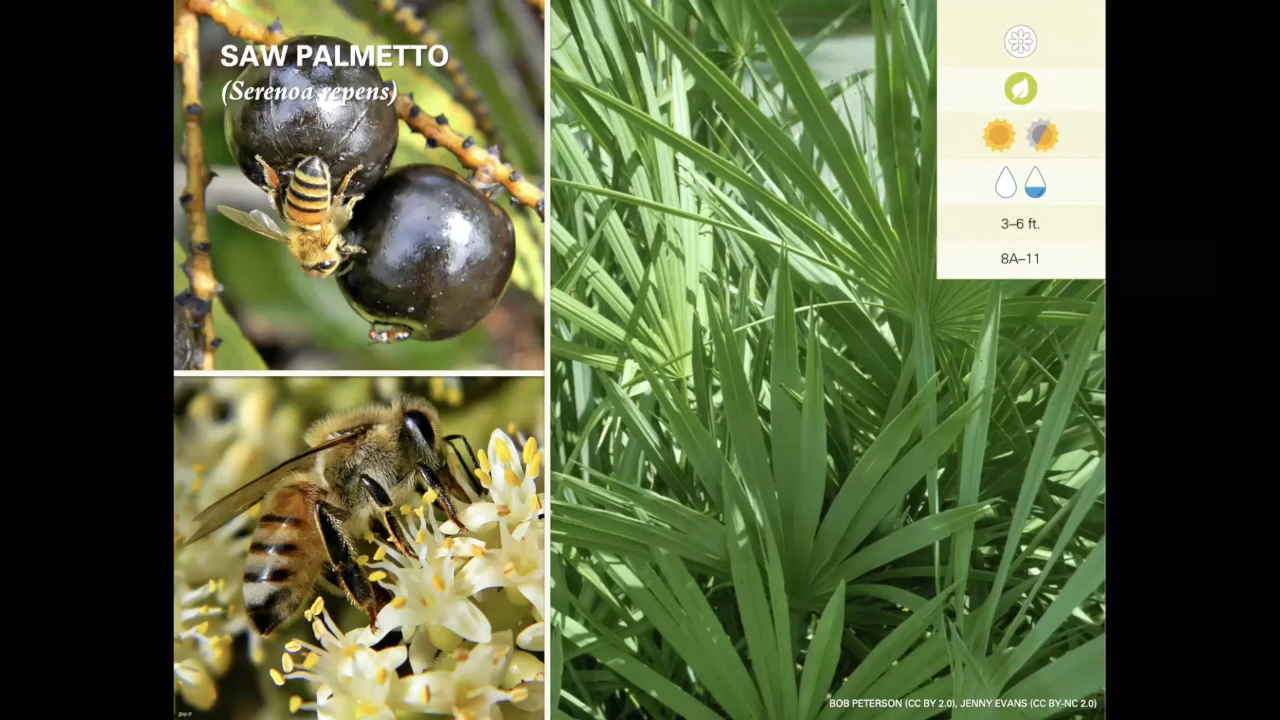 SAW PALMETTO
(Serenoa repens)
3–6 ft.
8A–11
BOB PETERSON (CC BY 2.0), JENNY EVANS (CC BY-NC 2.0)
Bob P